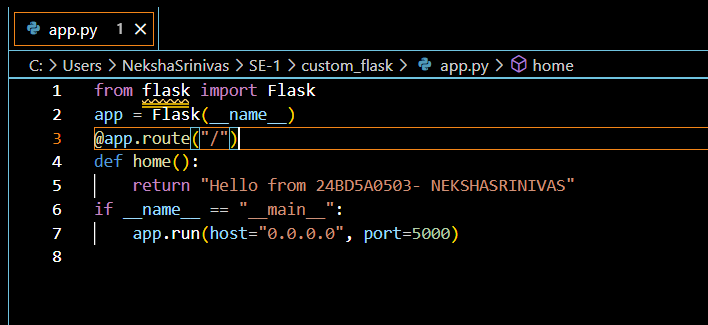 app.py 1 ×
C: > Users > NekshaSrinivas > SE-1 > custom_flask > app.py > home
1 from flask import Flask
2 app = Flask(__name__)
3 @app.route("/")
4 def home():
5     return "Hello from 24BD5A0503- NEKSHASRINIVAS"
6 if __name__ == "__main__":
7     app.run(host="0.0.0.0", port=5000)
8